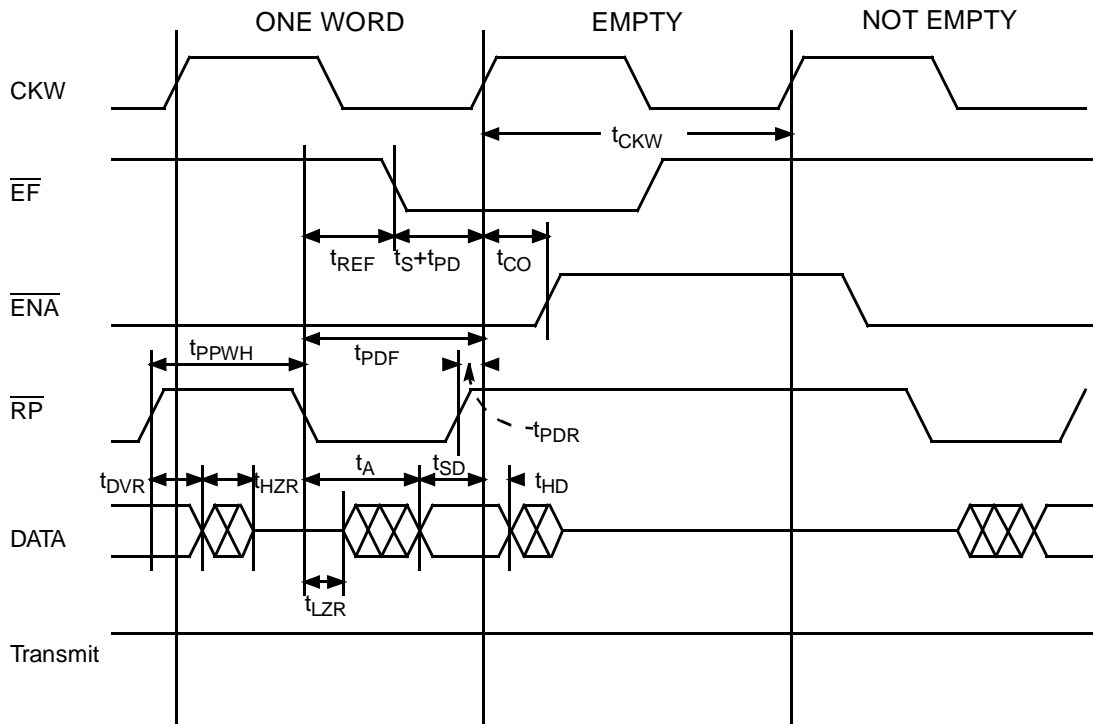 ONE WORD EMPTY NOT EMPTY
CKW
tCKW
EF
tREF tS+tPD tCO
ENA
tPPWH tPDF
RP
tPDR
tDVR tHZR tA tSD tHD
DATA
tLZR
Transmit